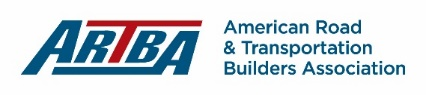 ARTBA
American Road
& Transportation
Builders Association